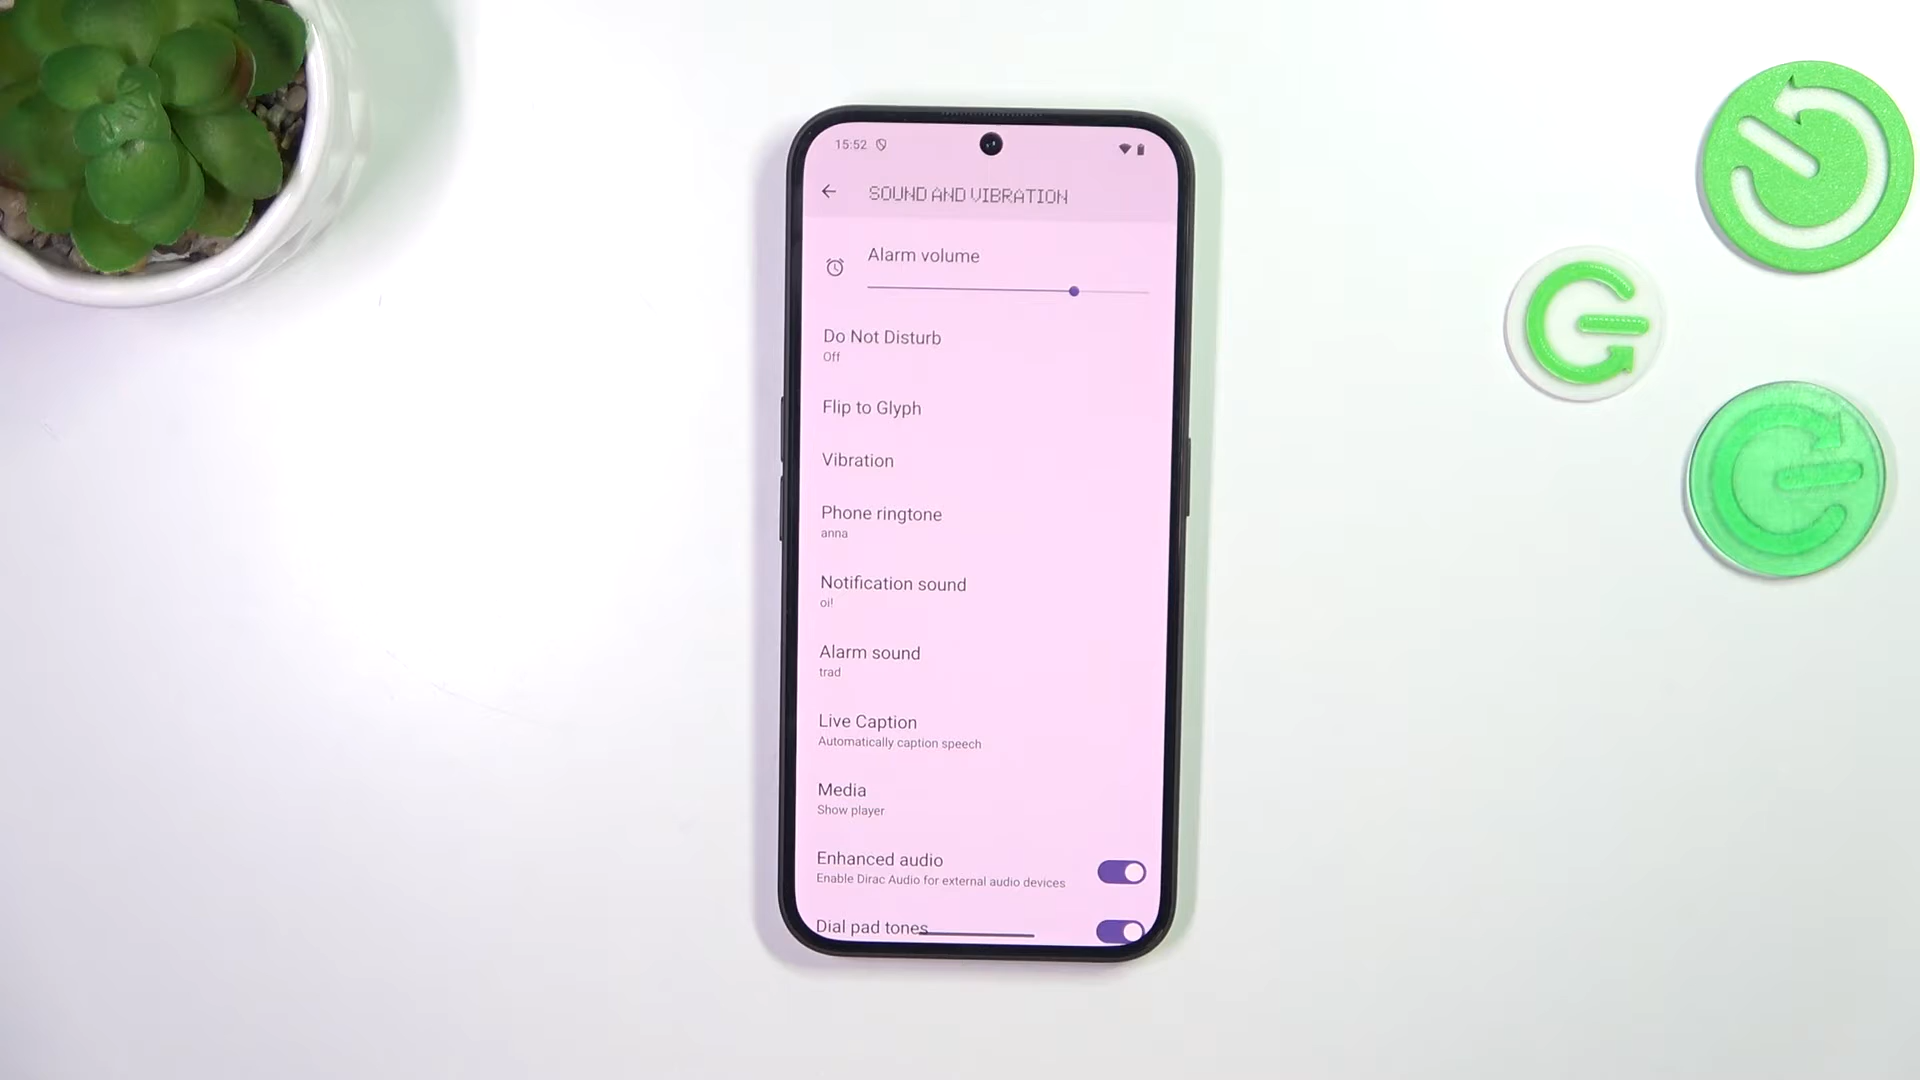 15:52
SOUND AND VIBRATION
Alarm volume
Do Not Disturb
Off
Flip to Glyph
Vibration
Phone ringtone
anna
Notification sound
oi!
Alarm sound
trad
Live Caption
Automatically caption speech
Media
Show player
Enhanced audio
Enable Dirac Audio for external audio devices
Dial pad tones